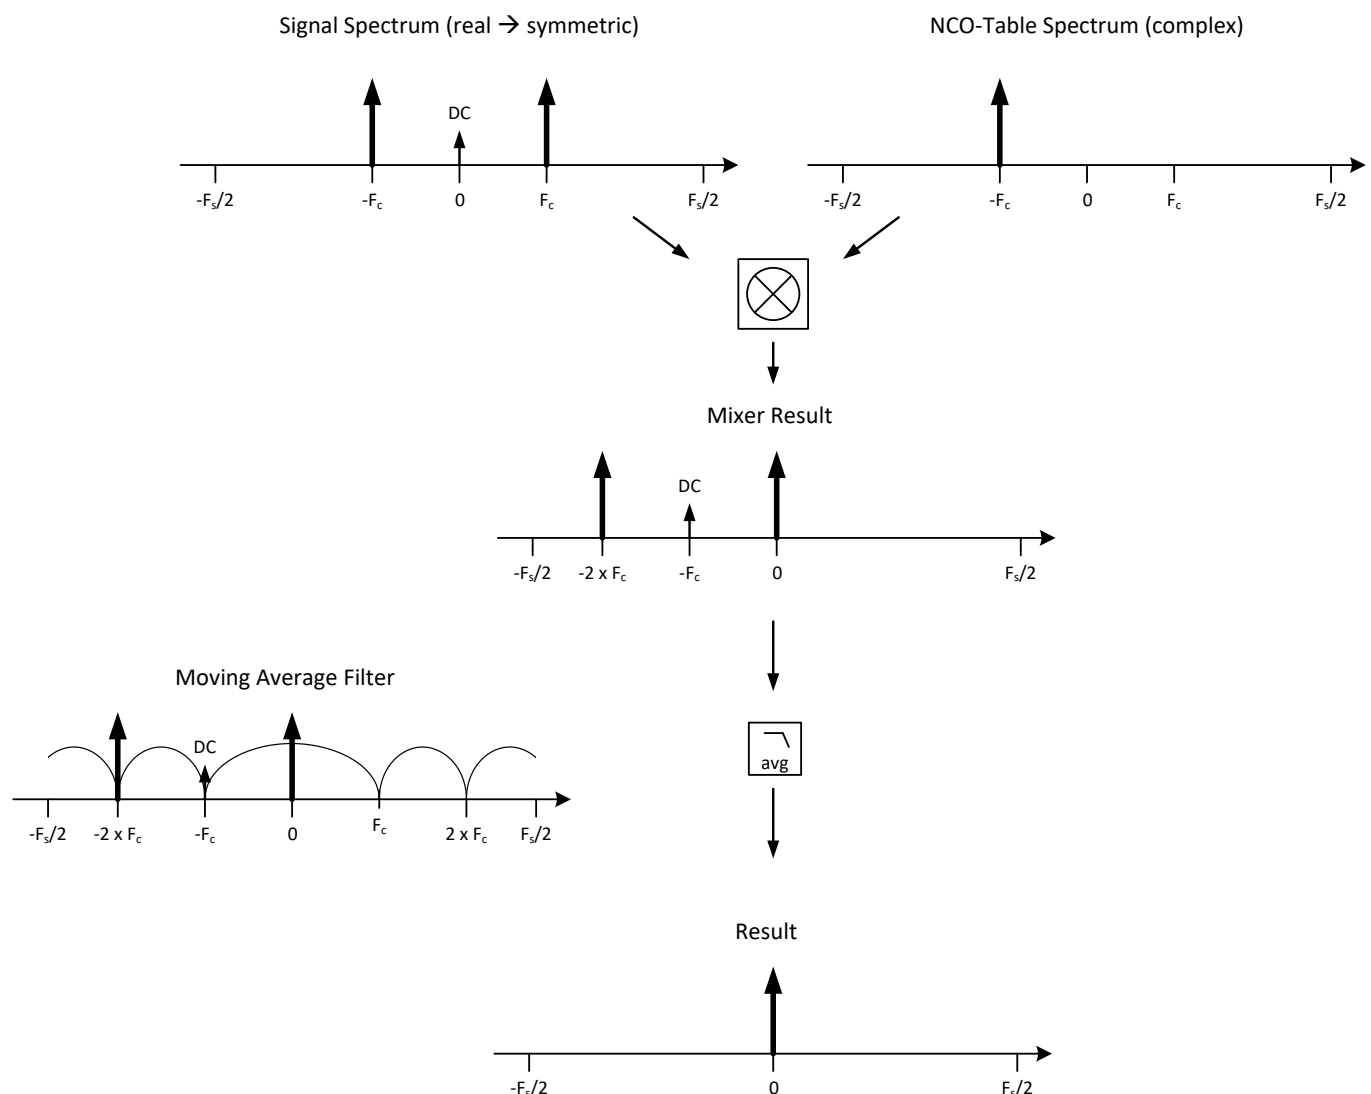 Signal Spectrum (real → symmetric)
NCO-Table Spectrum (complex)
DC
-Fs/2 -Fc 0 Fc Fs/2
-Fs/2 -Fc 0 Fc Fs/2
Mixer Result
DC
-Fs/2 -2 x Fc -Fc 0 Fs/2
Moving Average Filter
DC
avg
-Fs/2 -2 x Fc -Fc 0 Fc 2 x Fc Fs/2
Result
-Fs/2 0 Fs/2